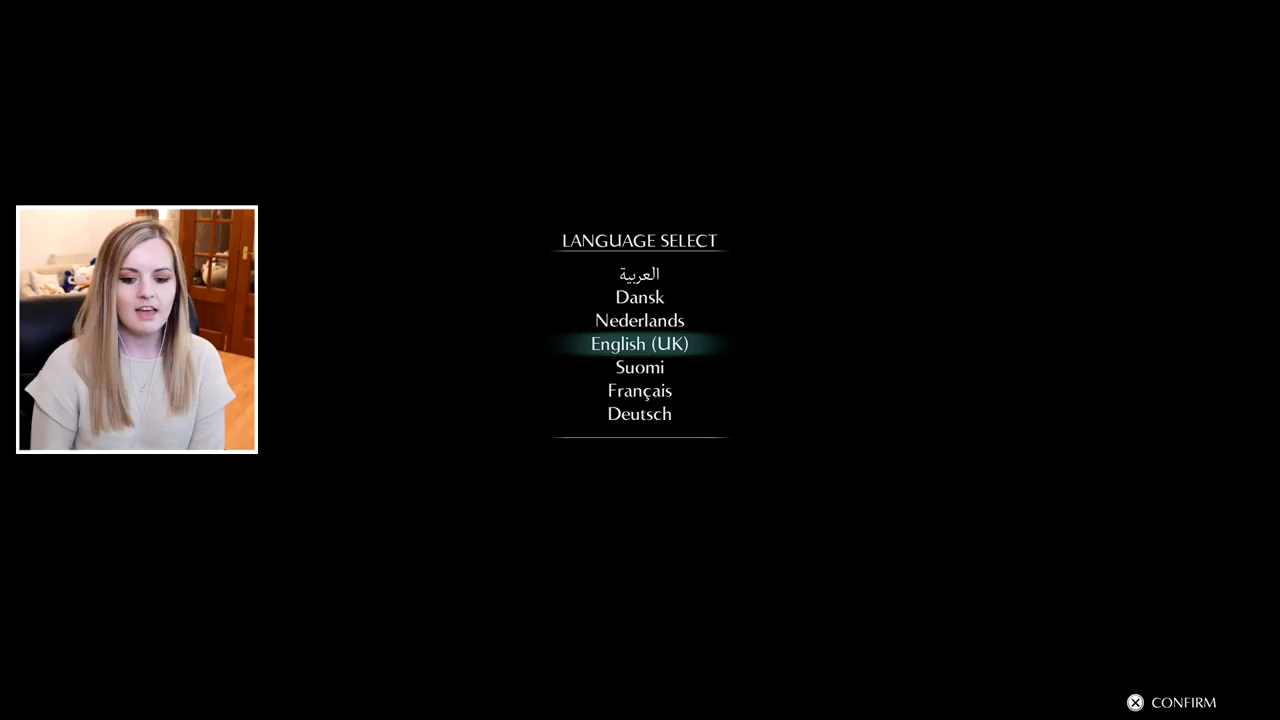 LANGUAGE SELECT
العربية
Dansk
Nederlands
English (UK)
Suomi
Français
Deutsch
CONFIRM